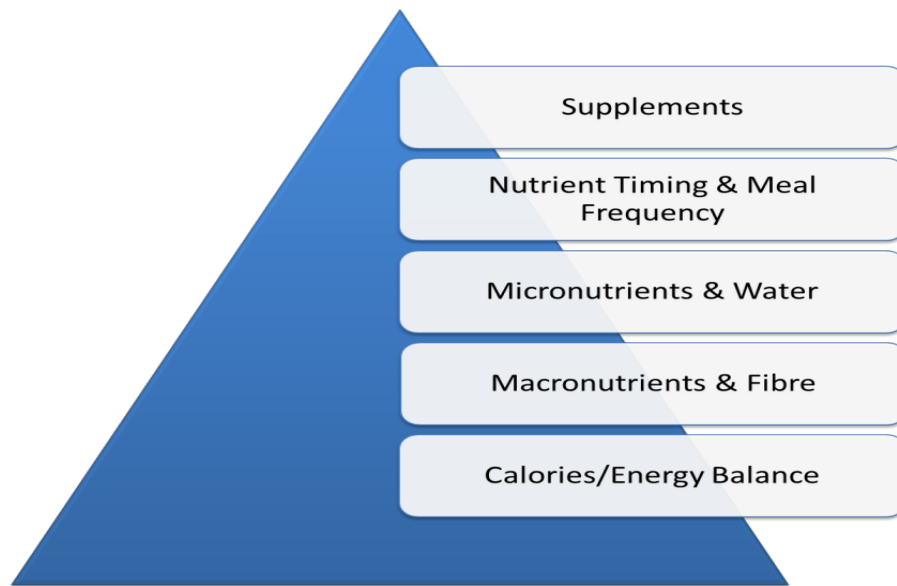 Supplements
Nutrient Timing & Meal
Frequency
Micronutrients & Water
Macronutrients & Fibre
Calories/Energy Balance